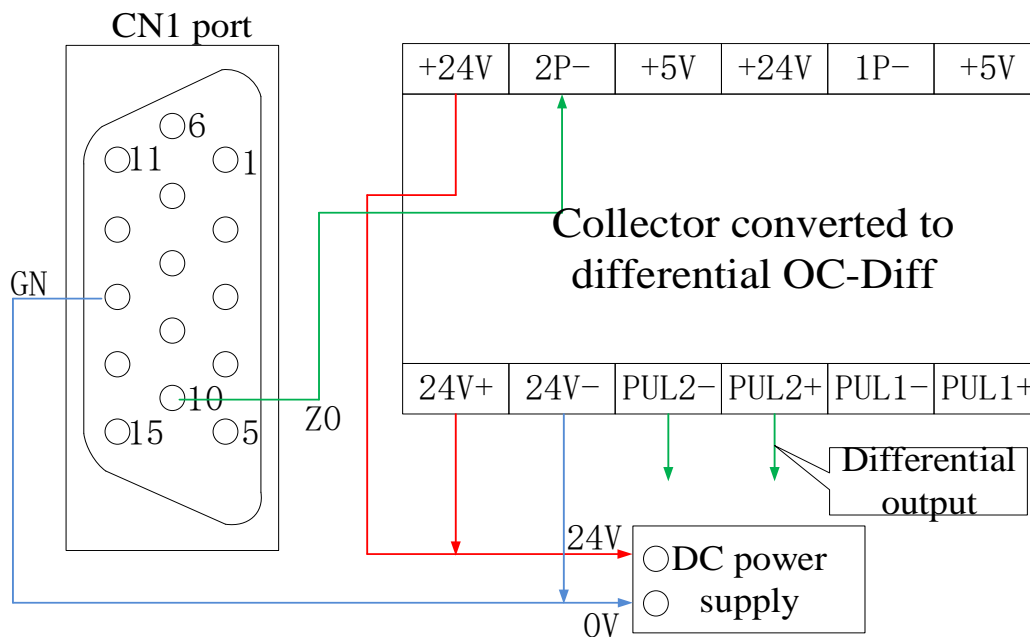 CN1 port
+24V 2P- +5V +24V 1P- +5V
6
11 1
Collector converted to
differential OC-Diff
GN
10
ZO
15 5
24V+ 24V- PUL2- PUL2+ PUL1- PUL1+
Differential
output
24V
DC power
supply
0V